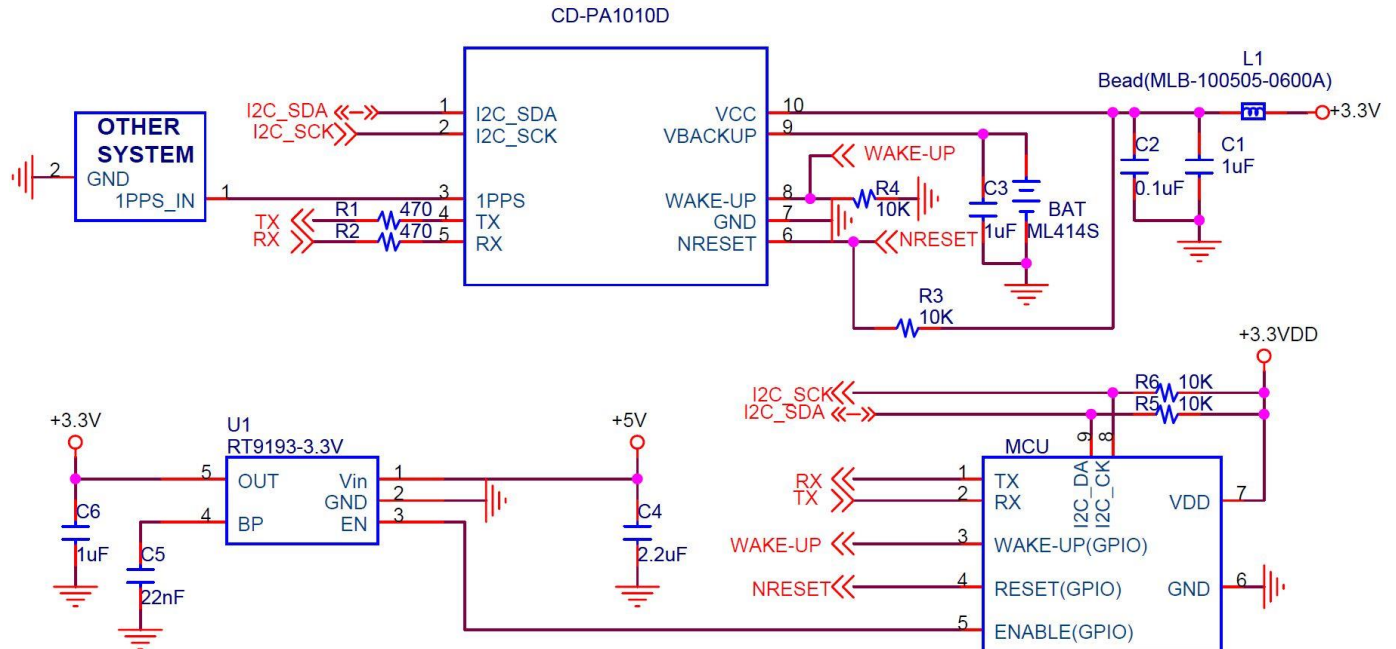 CD-PA1010D
L1
Bead(MLB-100505-0600A)
+3.3V
I2C_SDA
I2C_SCK
1
2
I2C_SDA
I2C_SCK
VCC
VBACKUP
10
9
OTHER
SYSTEM
GND
1PPS_IN
2
1
3
1PPS
TX
R1
470
4
TX
RX
R2
470
5
RX
WAKE-UP
WAKE-UP
8
GND
7
NRESET
6
R4
10K
NRESET
C3
1uF
BAT
ML414S
C2
0.1uF
C1
1uF
R3
10K
+3.3VDD
I2C_SCK
R6
10K
I2C_SDA
R5
10K
+3.3V
U1
RT9193-3.3V
+5V
5
OUT
Vin
1
GND
2
4
BP
EN
3
C6
1uF
C5
22nF
C4
2.2uF
MCU
9
8
I2C_DA
I2C_CK
RX
1
TX
TX
2
RX
VDD
7
WAKE-UP
3
WAKE-UP(GPIO)
NRESET
4
RESET(GPIO)
GND
6
5
ENABLE(GPIO)